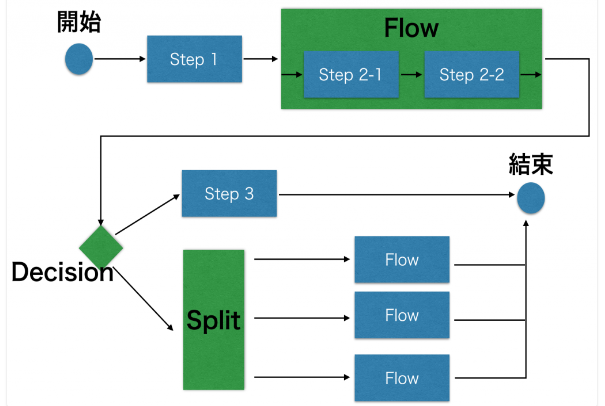 開始
Step 1
Flow
Step 2-1
Step 2-2
結束
Step 3
Decision
Split
Flow
Flow
Flow